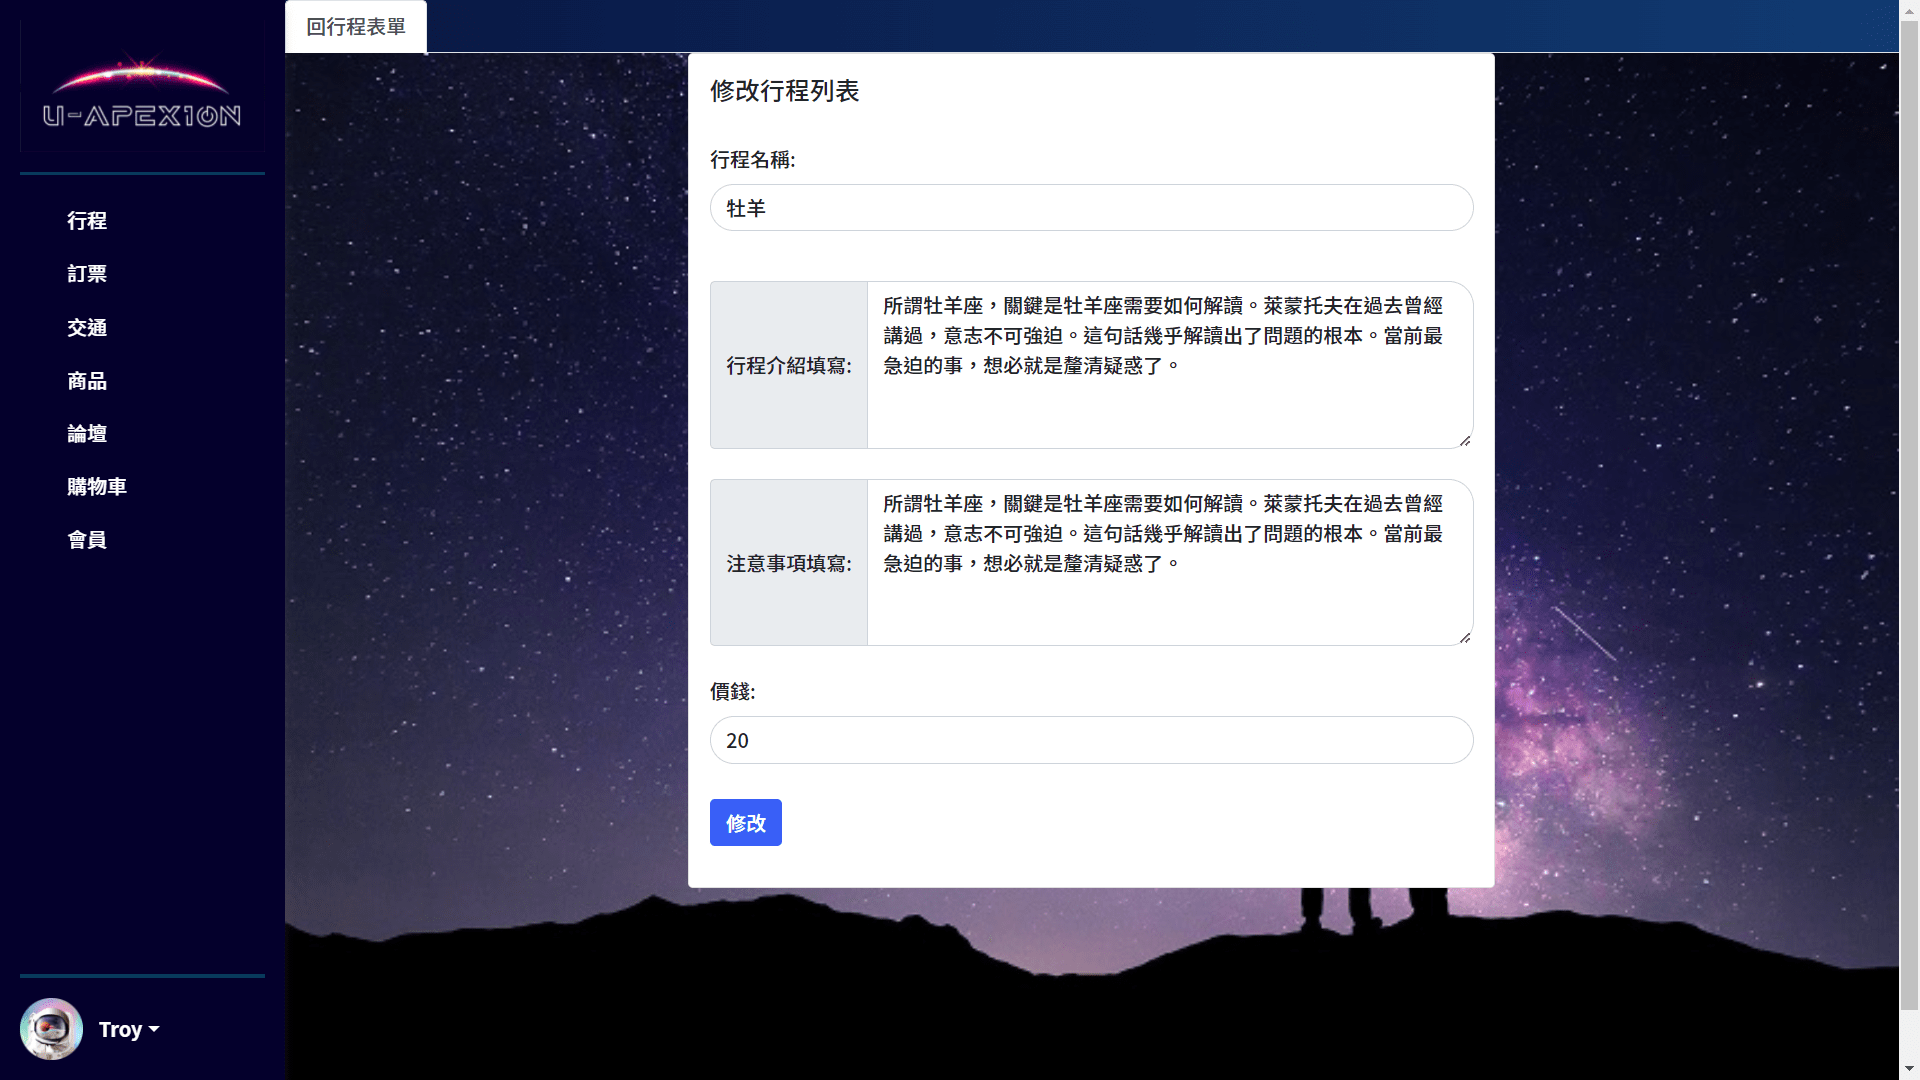 回行程表單
U-APEX10N
行程
訂票
交通
商品
論壇
購物車
會員
Troy
修改行程列表
行程名稱:
牡羊
行程介紹填寫:
所謂牡羊座，關鍵是牡羊座需要如何解讀。萊蒙托夫在過去曾經
講過，意志不可強迫。這句話幾乎解讀出了問題的根本。當前最
急迫的事，想必就是釐清疑惑了。
注意事項填寫:
所謂牡羊座，關鍵是牡羊座需要如何解讀。萊蒙托夫在過去曾經
講過，意志不可強迫。這句話幾乎解讀出了問題的根本。當前最
急迫的事，想必就是釐清疑惑了。
價錢:
20
修改